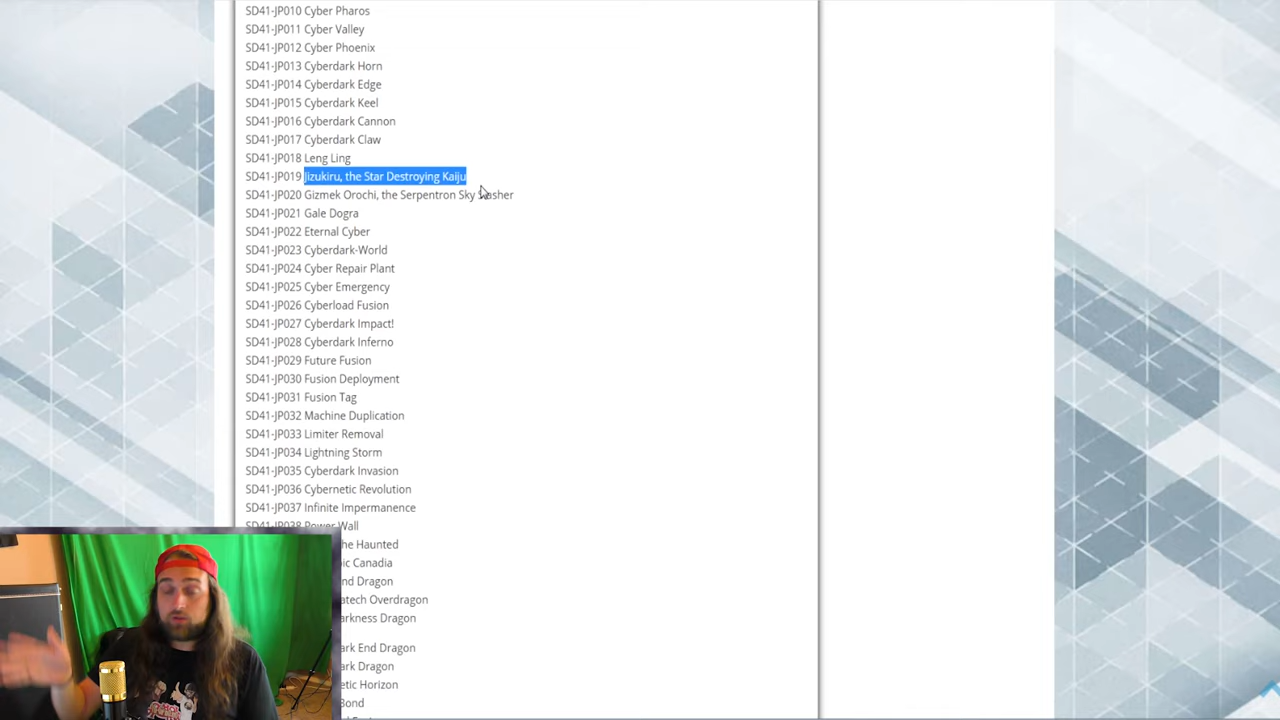 SD41-JP010 Cyber Pharos
SD41-JP011 Cyber Valley
SD41-JP012 Cyber Phoenix
SD41-JP013 Cyberdark Horn
SD41-JP014 Cyberdark Edge
SD41-JP015 Cyberdark Keel
SD41-JP016 Cyberdark Cannon
SD41-JP017 Cyberdark Claw
SD41-JP018 Leng Ling
SD41-JP019 Jizukiru, the Star Destroying Kaiju
SD41-JP020 Gizmek Orochi, the Serpentron Sky
SD41-JP021 Gale Dogra
SD41-JP022 Eternal Cyber
SD41-JP023 Cyberdark-World
SD41-JP024 Cyber Repair Plant
SD41-JP025 Cyber Emergency
SD41-JP026 Cyberload Fusion
SD41-JP027 Cyberdark Impact!
SD41-JP028 Cyberdark Inferno
SD41-JP029 Future Fusion
SD41-JP030 Fusion Deployment
SD41-JP031 Fusion Tag
SD41-JP032 Machine Duplication
SD41-JP033 Limiter Removal
SD41-JP034 Lightning Storm
SD41-JP035 Cyberdark Invasion
SD41-JP036 Cybernetic Revolution
SD41-JP037 Infinite Impermanence
SD41-JP038 Power Wall
he Haunted
ic Canadia
nd Dragon
atech Overdragon
arkness Dragon
ark End Dragon
ark Dragon
etic Horizon
Bond